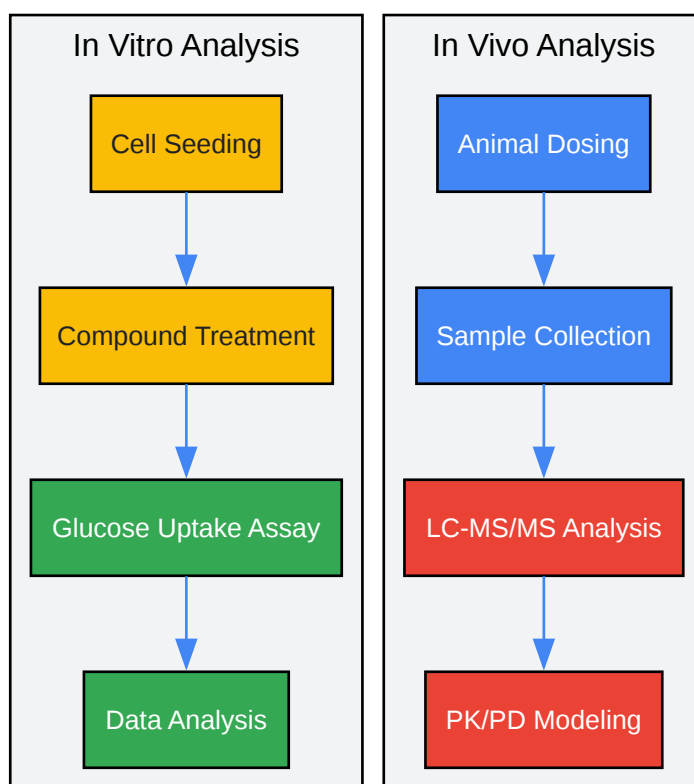 In Vitro Analysis
Cell Seeding
Compound Treatment
Glucose Uptake Assay
Data Analysis
In Vivo Analysis
Animal Dosing
Sample Collection
LC-MS/MS Analysis
PK/PD Modeling